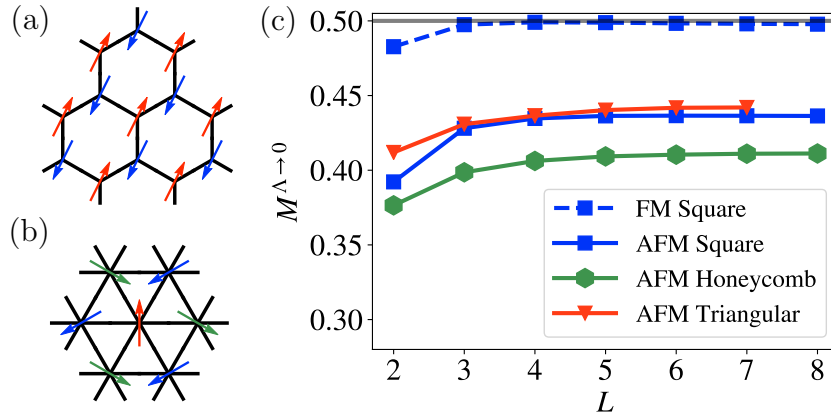 (a)
(b)
(c)
0.50
0.45
0.40
0.35
0.30
M^{Λ→0}
2 3 4 5 6 7 8
L
FM Square
AFM Square
AFM Honeycomb
AFM Triangular